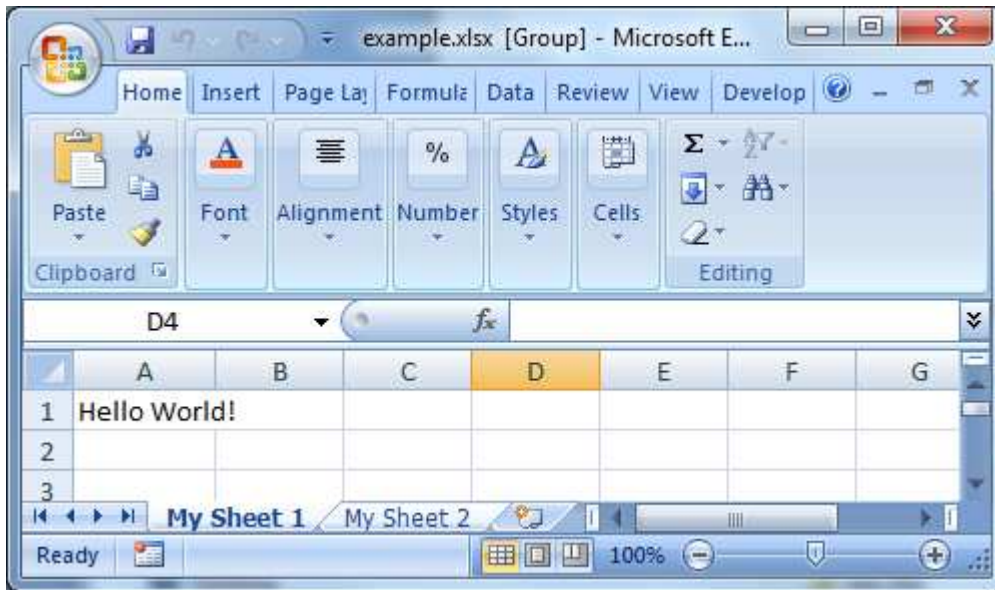 example.xlsx [Group] - Microsoft E...
Home Insert Page Lay Formula Data Review View Develop
Paste Font Alignment Number Styles Cells Σ
%
Clipboard Editing
D4 fx
A B C D E F G
1 Hello World!
2
3
My Sheet 1 My Sheet 2
Ready 100%